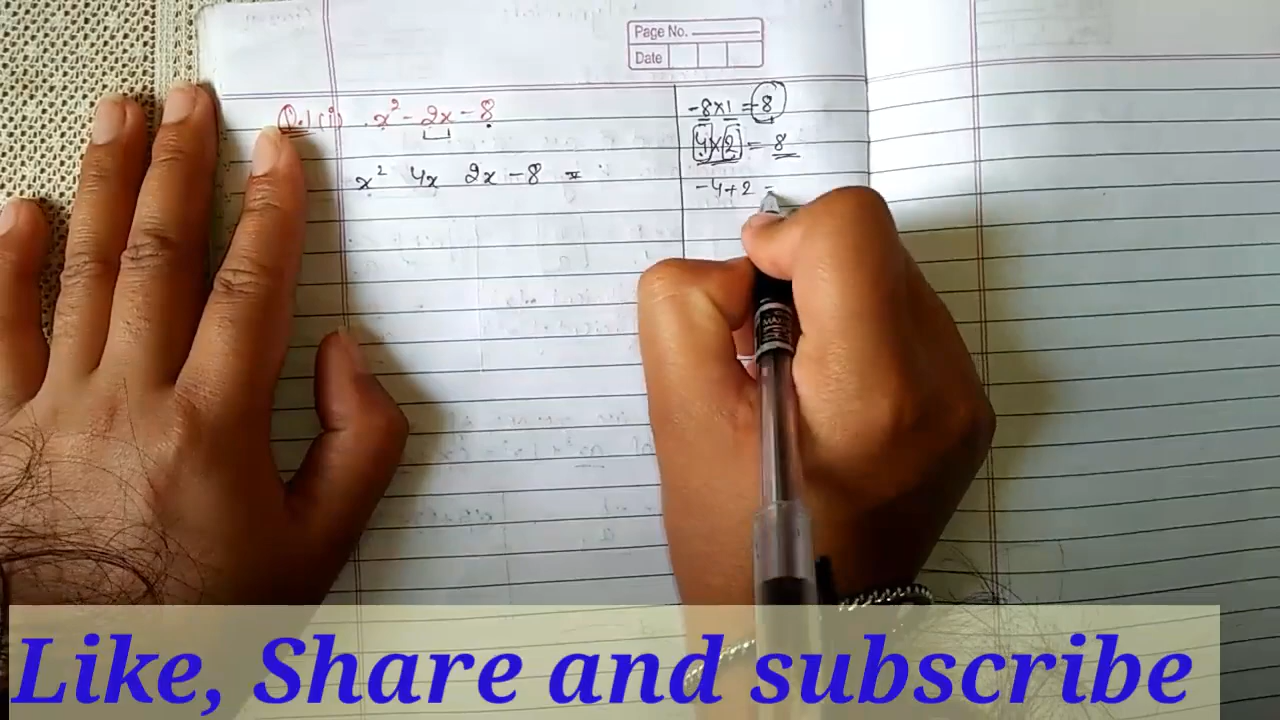 Page No.
Date
Q.1 (i) x² - 2x - 8
x² 4x 2x - 8
-8 × 1 = -8
4 × 2 = 8
-4 + 2 =
Like, Share and subscribe